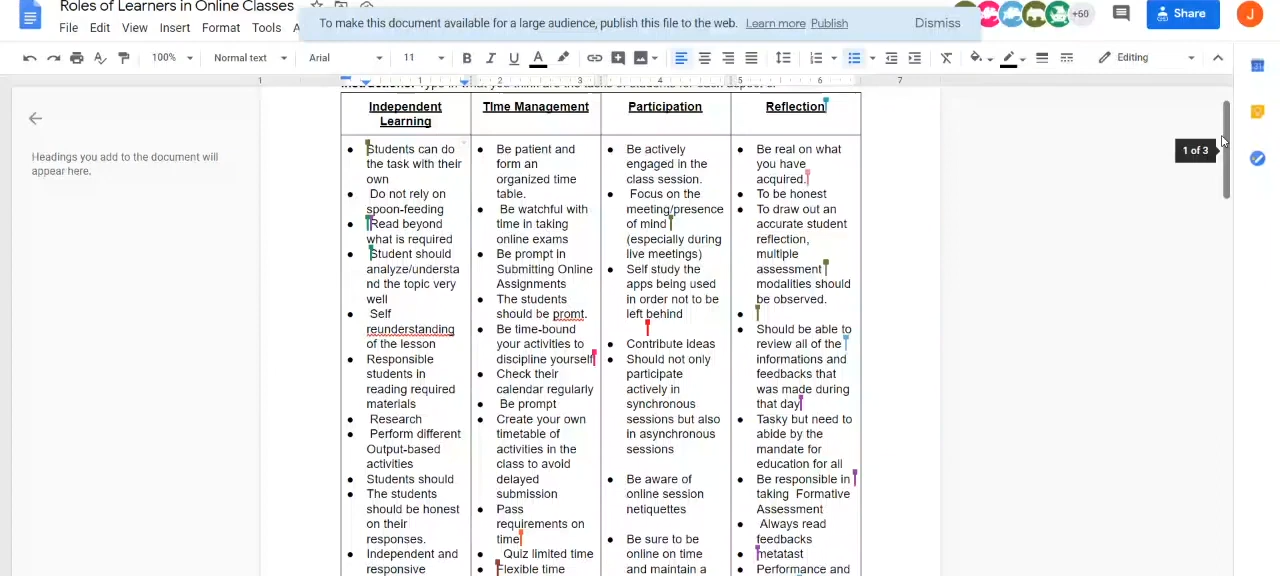 Roles of Learners in Online Classes
File Edit View Insert Format Tools A
To make this document available for a large audience, publish this file to the web. Learn more Publish Dismiss
+60
Share
J
100% Normal text Arial 11 B I U A Editing
1 1 2 3 4 5 6 7
Headings you add to the document will
appear here.
1 of 3
Independent
Learning
Students can do
the task with their
own
Do not rely on
spoon-feeding
Read beyond
what is required
Student should
analyze/understa
nd the topic very
well
Self
reunderstanding
of the lesson
Responsible
students in
reading required
materials
Research
Perform different
Output-based
activities
Students should
The students
should be honest
on their
responses.
Independent and
responsive
TIme Management
Be patient and
form an
organized time
table.
Be watchful with
time in taking
online exams
Be prompt in
Submitting Online
Assignments
The students
should be promt.
Be time-bound
your activities to
discipline yourself
Check their
calendar regularly
Be prompt
Create your own
timetable of
activities in the
class to avoid
delayed
submission
Pass
requirements on
time
Quiz limited time
Flexible time
Participation
Be actively
engaged in the
class session.
Focus on the
meeting/presence
of mind
(especially during
live meetings)
Self study the
apps being used
in order not to be
left behind
Contribute ideas
Should not only
participate
actively in
synchronous
sessions but also
in asynchronous
sessions
Be aware of
online session
netiquettes
Be sure to be
online on time
and maintain a
Reflection
Be real on what
you have
acquired.
To be honest
To draw out an
accurate student
reflection,
multiple
assessment
modalities should
be observed.
Should be able to
review all of the
informations and
feedbacks that
was made during
that day
Tasky but need to
abide by the
mandate for
education for all
Be responsible in
taking Formative
Assessment
Always read
feedbacks
metatast
Performance and